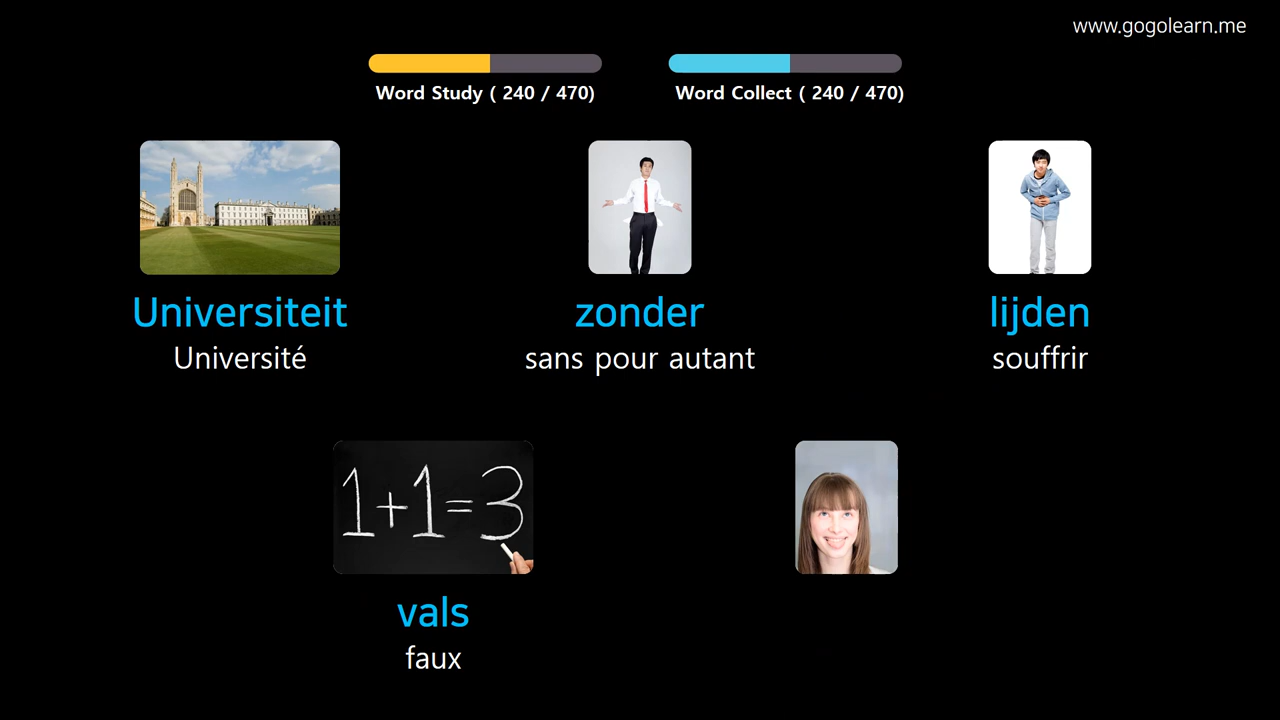 www.gogolearn.me
Word Study ( 240 / 470)
Word Collect ( 240 / 470)
Universiteit
Université
zonder
sans pour autant
lijden
souffrir
1+1=3
vals
faux